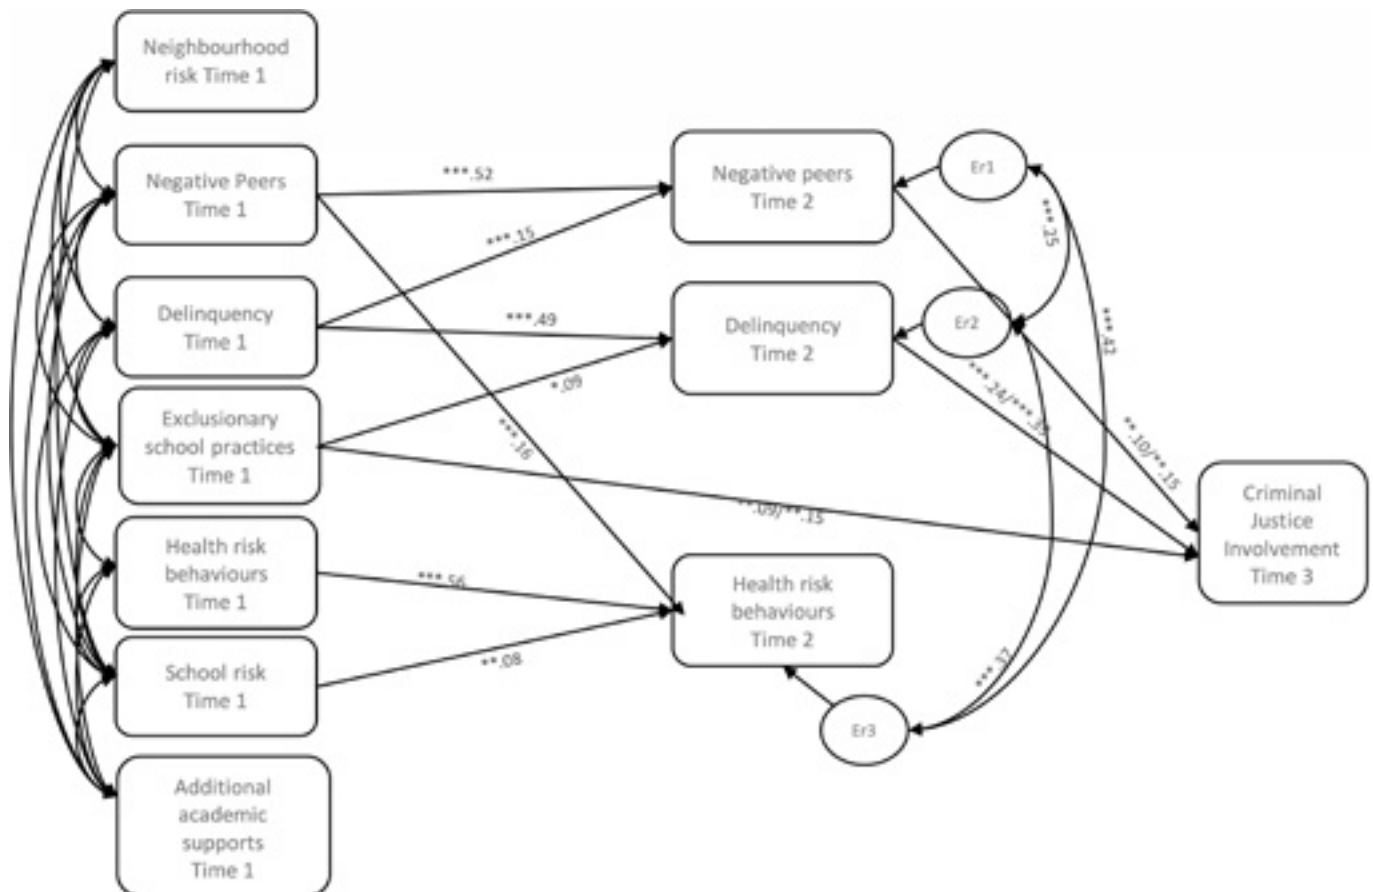 Neighbourhood
risk Time 1
Negative Peers
Time 1
Delinquency
Time 1
Exclusionary
school practices
Time 1
Health risk
behaviours
Time 1
School risk
Time 1
Additional
academic
supports
Time 1
***.52
***.15
***.49
*.09
***.16
**.09/**.15
***.56
**.08
Negative peers
Time 2
Delinquency
Time 2
Health risk
behaviours
Time 2
Er1
Er2
Er3
***.25
***.42
***.24/***.3
**.10/**.15
***.37
Criminal
Justice
Involvement
Time 3